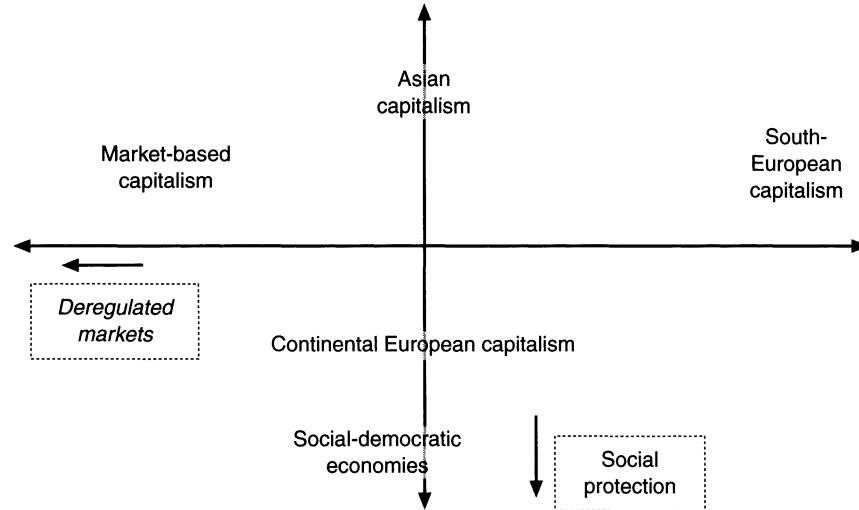 Asian
capitalism
Market-based
capitalism
South-
European
capitalism
Deregulated
markets
Continental European capitalism
Social-democratic
economies
Social
protection